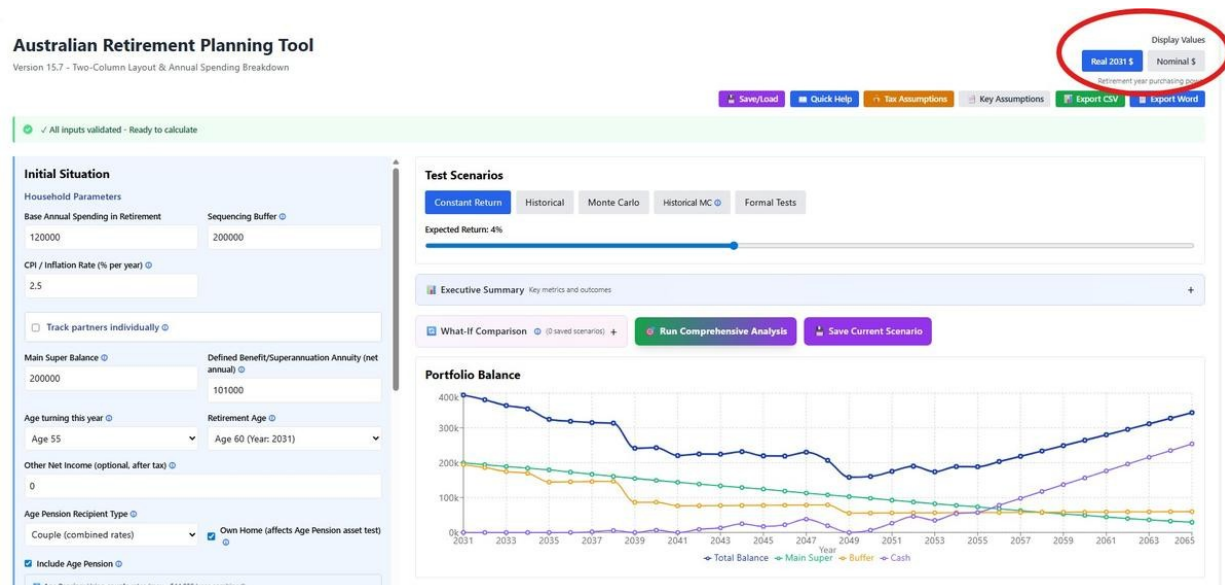 Australian Retirement Planning Tool
Version 15.7 - Two-Column Layout & Annual Spending Breakdown
Display Values
Real 2031 $ Nominal $
Retirement year purchasing power
Save/Load Quick Help Tax Assumptions Key Assumptions Export CSV Export Word
✓ All inputs validated - Ready to calculate
Initial Situation
Household Parameters
Base Annual Spending in Retirement Sequencing Buffer
120000 200000
CPI / Inflation Rate (% per year)
2.5
Track partners individually
Main Super Balance Defined Benefit/Superannuation Annuity (net
annual)
200000
101000
Age turning this year Retirement Age
Age 55 Age 60 (Year: 2031)
Other Net Income (optional, after tax)
0
Age Pension Recipient Type
Couple (combined rates) Own Home (affects Age Pension asset test)
Include Age Pension
Test Scenarios
Constant Return Historical Monte Carlo Historical MC Formal Tests
Expected Return: 4%
Executive Summary Key metrics and outcomes +
What-If Comparison (0 saved scenarios) + Run Comprehensive Analysis Save Current Scenario
Portfolio Balance
400k
300k
200k
100k
0k
2031 2033 2035 2037 2039 2041 2043 2045 2047 2049 2051 2053 2055 2057 2059 2061 2063 2065
Year
Total Balance Main Super Buffer Cash